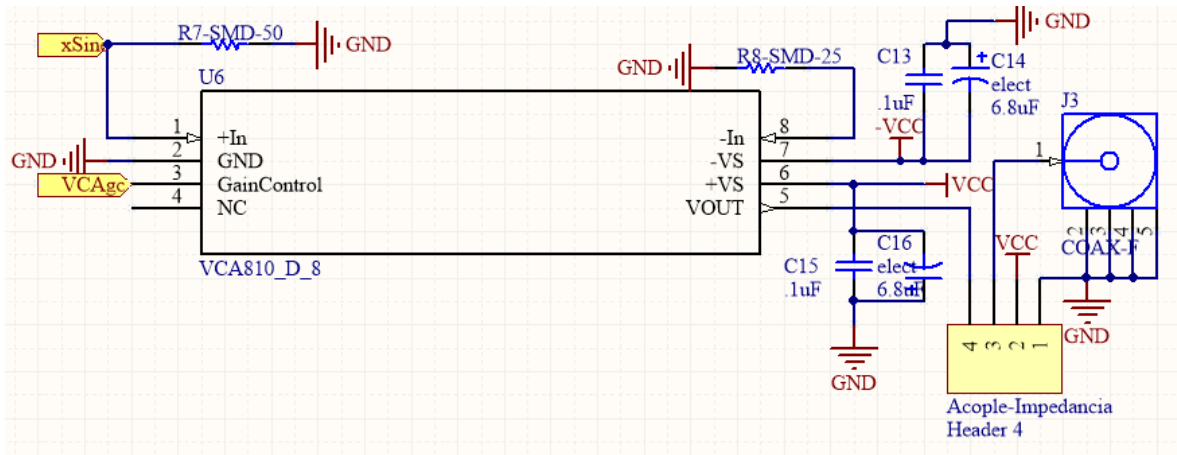 xSine
R7-SMD-50
GND
U6
GND
R8-SMD-25
C13
.1uF
GND
C14
elect
6.8uF
J3
1
+In
GND
2
GND
VCAgc
3
GainControl
4
NC
-In
8
-VS
7
+VS
6
VOUT
5
-VCC
VCC
VCA810_D_8
C15
.1uF
C16
elect
6.8uF
GND
1
2
3
4
5
COAX-F
VCC
GND
4
3
2
1
Acople-Impedancia
Header 4